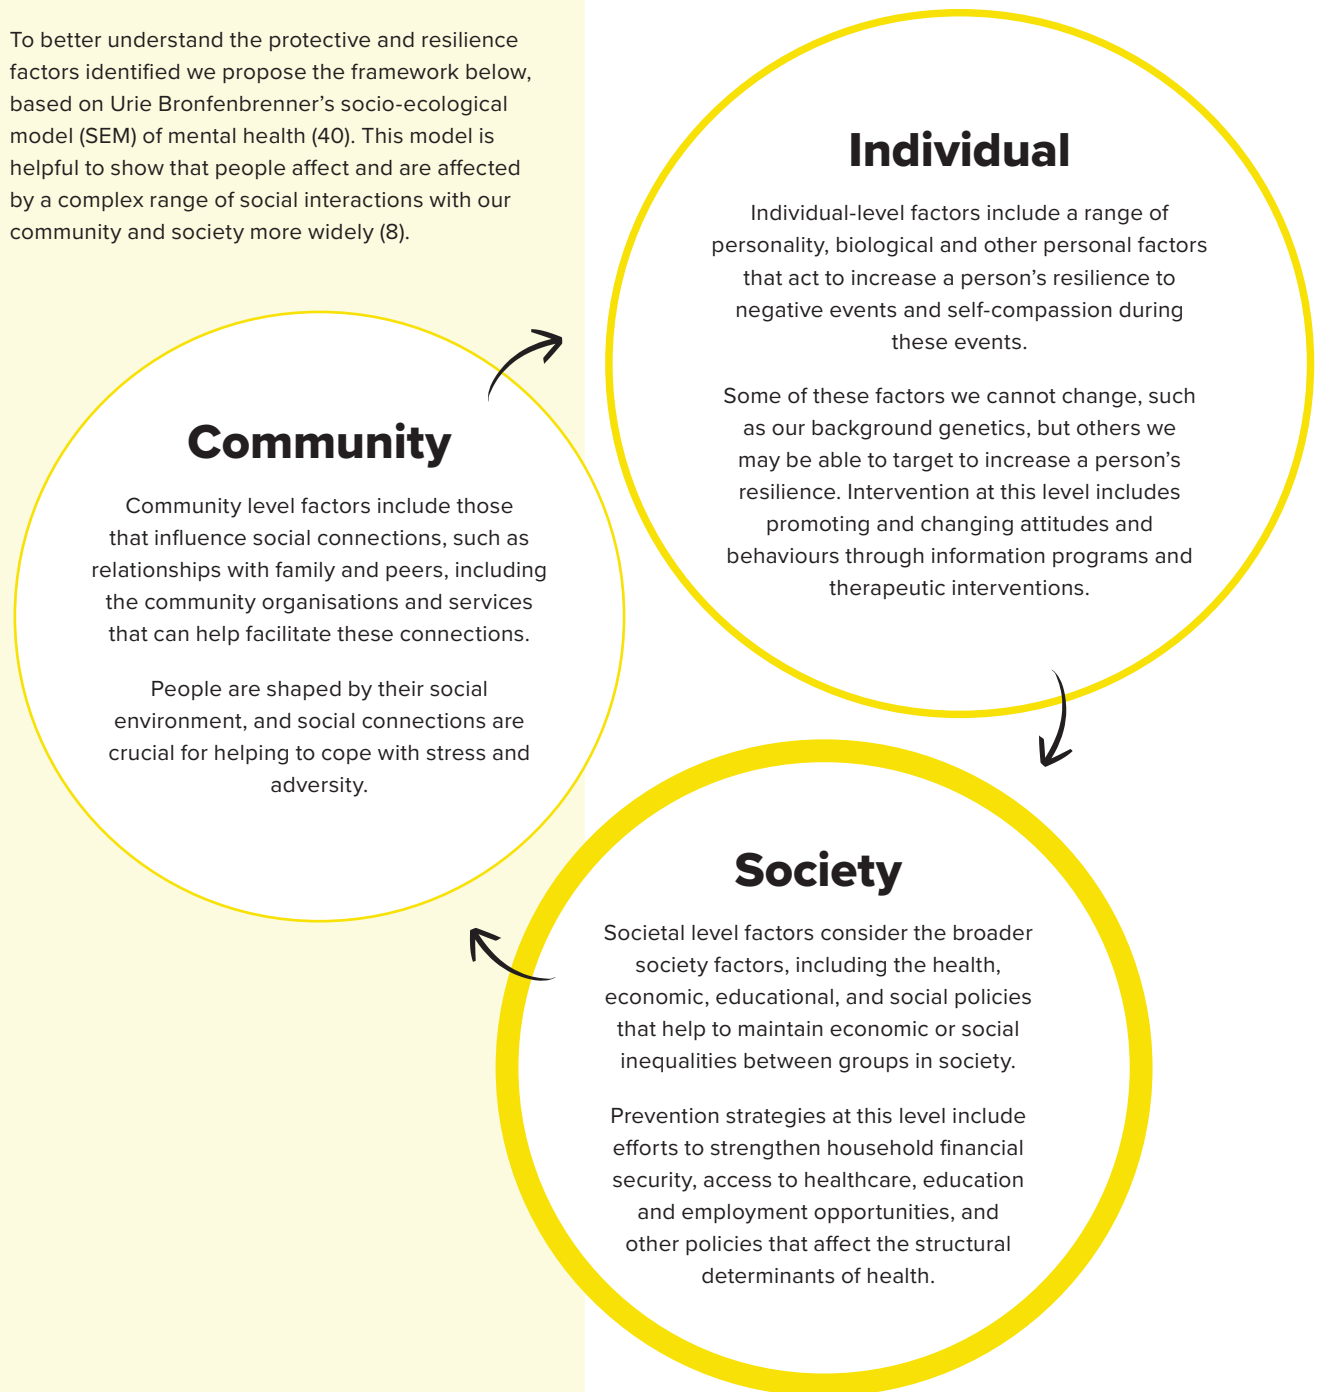 To better understand the protective and resilience
factors identified we propose the framework below,
based on Urie Bronfenbrenner’s socio-ecological
model (SEM) of mental health (40). This model is
helpful to show that people affect and are affected
by a complex range of social interactions with our
community and society more widely (8).
Individual
Individual-level factors include a range of
personality, biological and other personal factors
that act to increase a person’s resilience to
negative events and self-compassion during
these events.
Some of these factors we cannot change, such
as our background genetics, but others we
may be able to target to increase a person’s
resilience. Intervention at this level includes
promoting and changing attitudes and
behaviours through information programs and
therapeutic interventions.
Community
Community level factors include those
that influence social connections, such as
relationships with family and peers, including
the community organisations and services
that can help facilitate these connections.
People are shaped by their social
environment, and social connections are
crucial for helping to cope with stress and
adversity.
Society
Societal level factors consider the broader
society factors, including the health,
economic, educational, and social policies
that help to maintain economic or social
inequalities between groups in society.
Prevention strategies at this level include
efforts to strengthen household financial
security, access to healthcare, education
and employment opportunities, and
other policies that affect the structural
determinants of health.